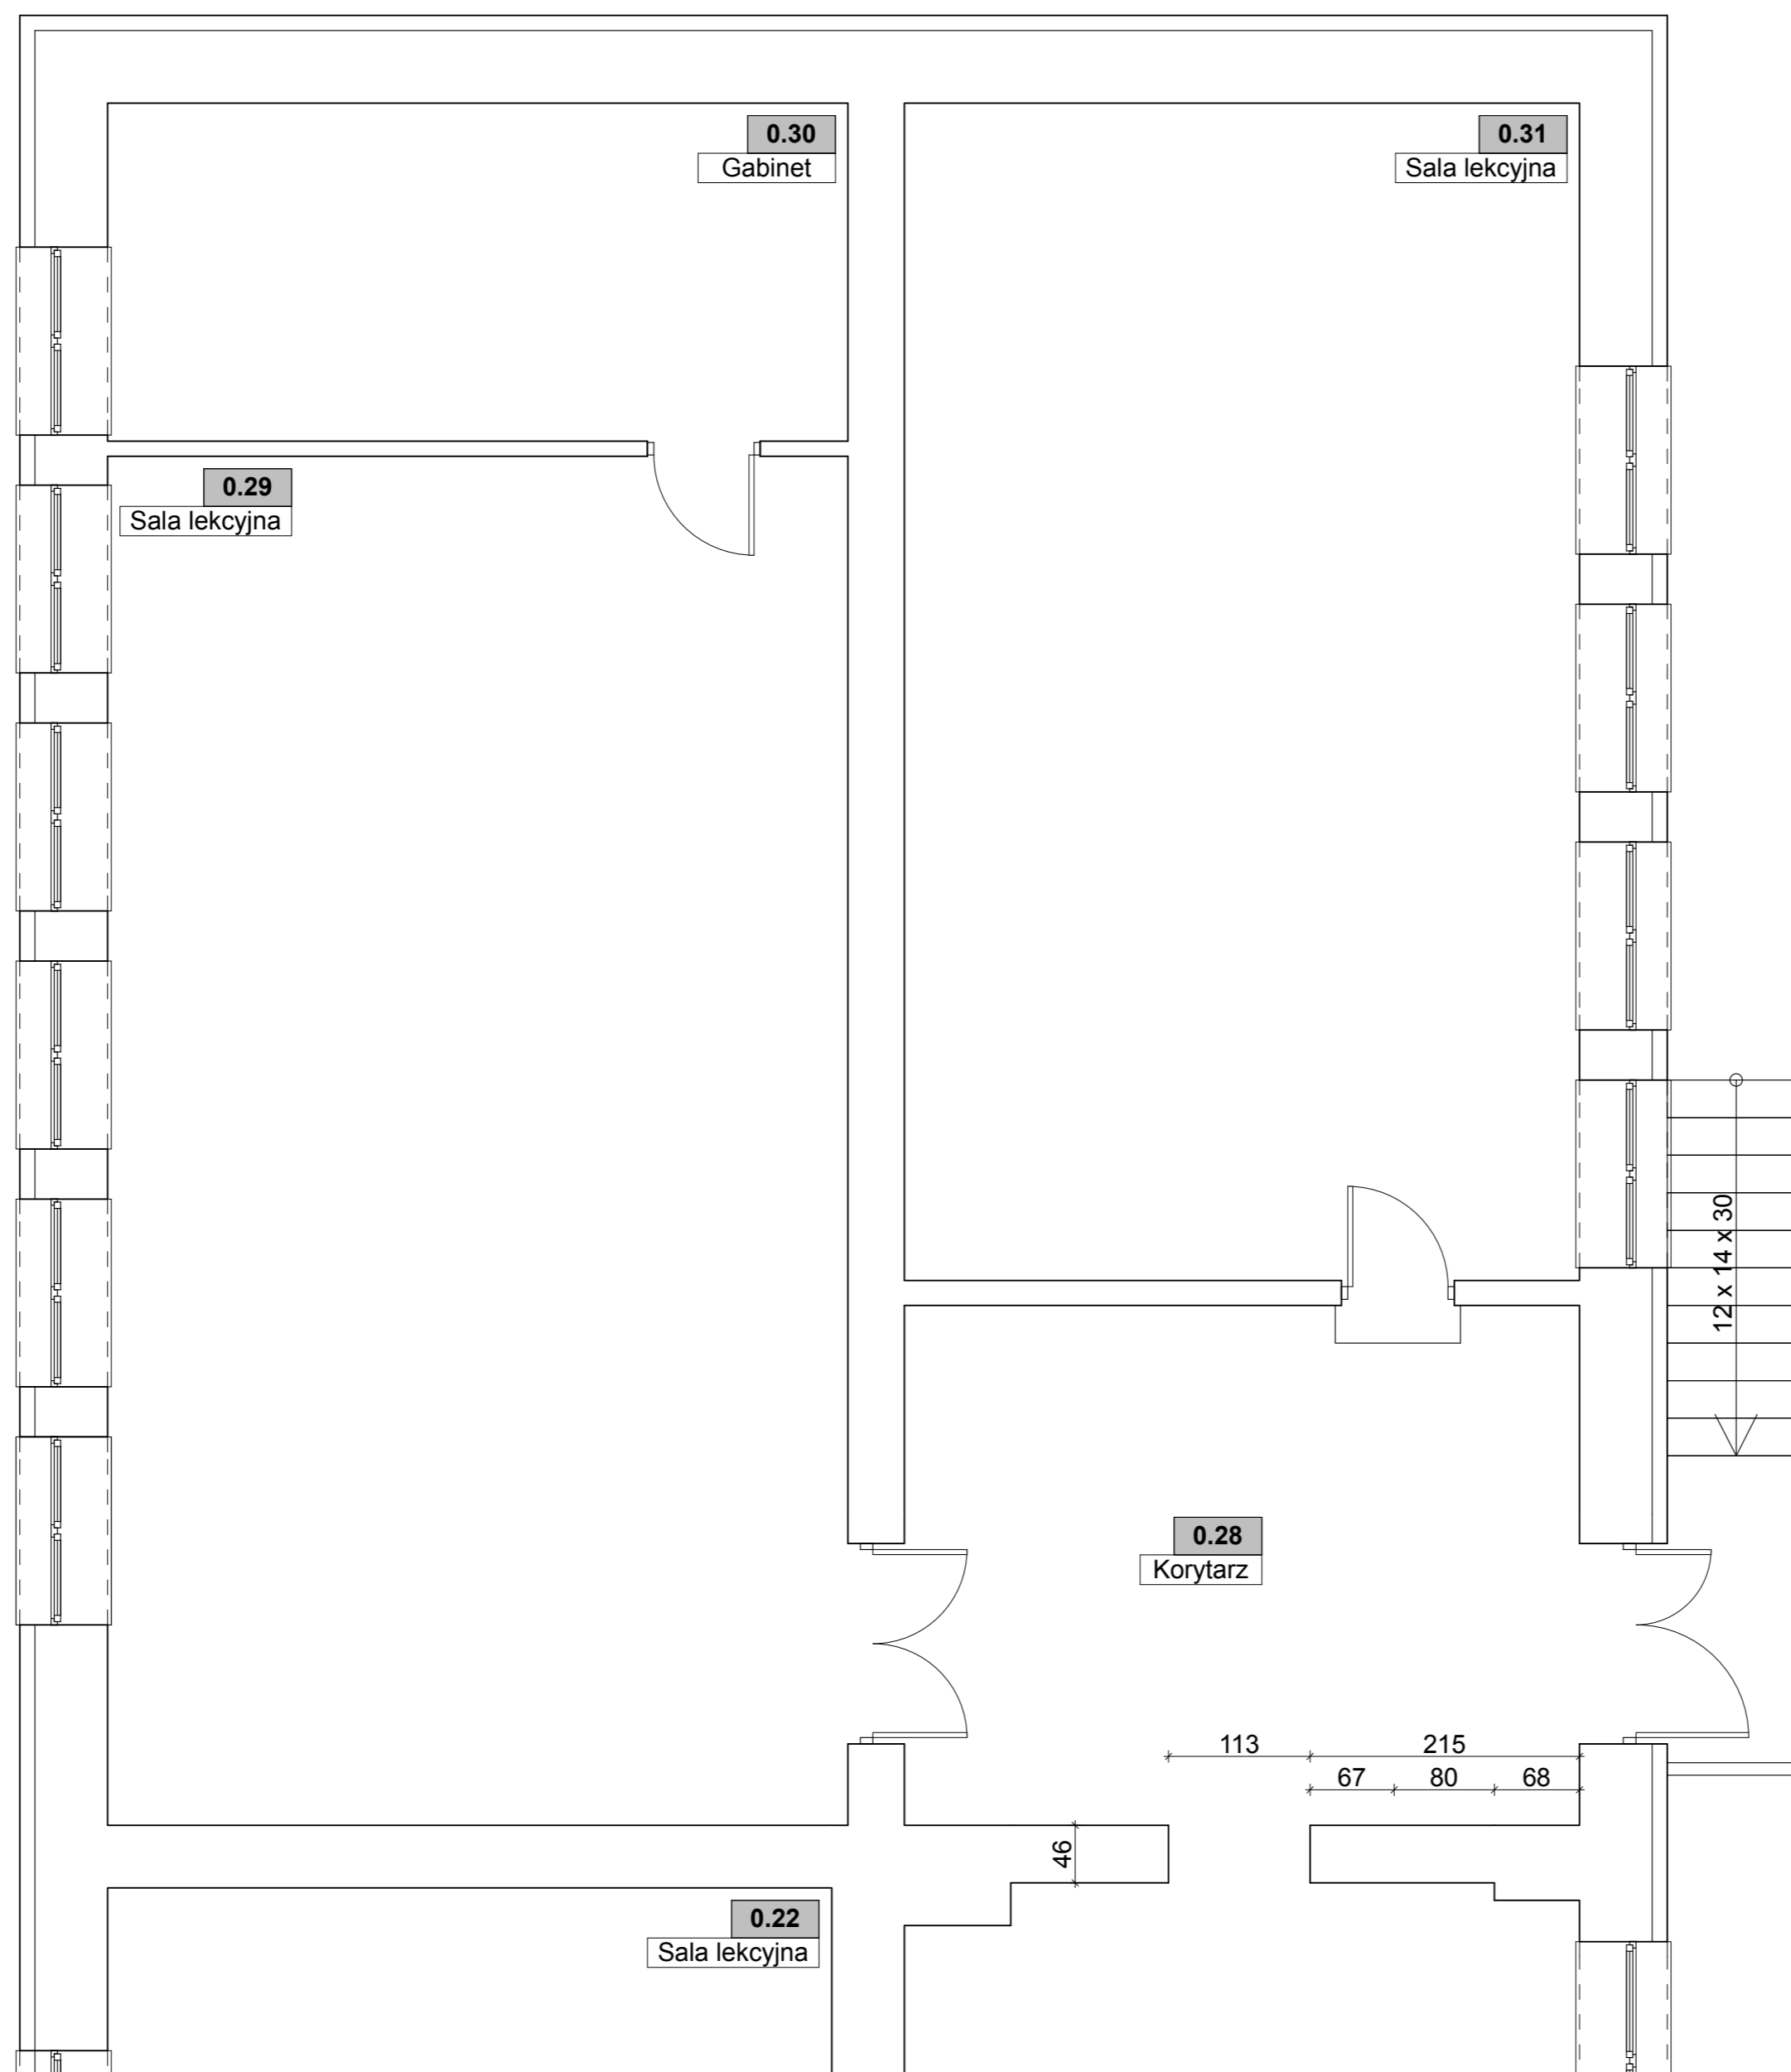 0.30
Gabinet
0.31
Sala lekcyjna
0.29
Sala lekcyjna
12 x 14 x 30
0.28
Korytarz
113
215
67
80
68
46
0.22
Sala lekcyjna